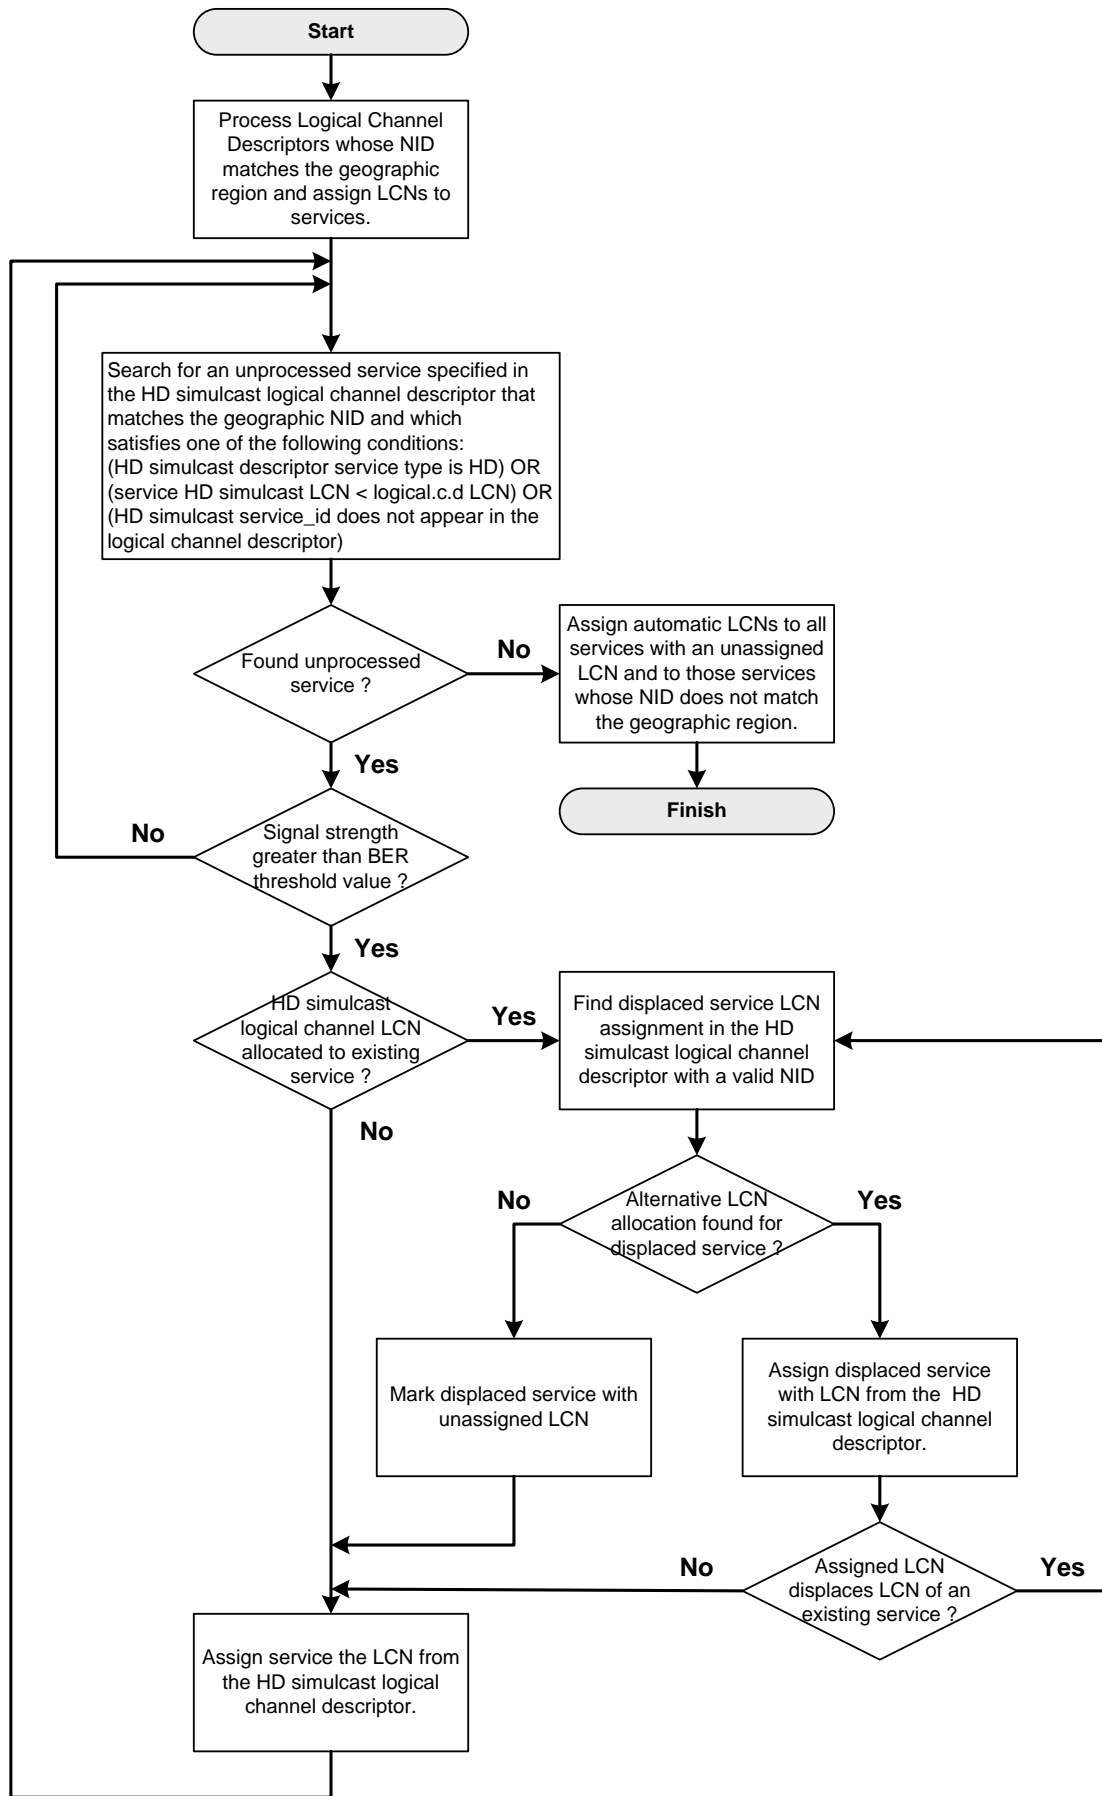 Start
Process Logical Channel
Descriptors whose NID
matches the geographic
region and assign LCNs to
services.
Search for an unprocessed service specified in
the HD simulcast logical channel descriptor that
matches the geographic NID and which
satisfies one of the following conditions:
(HD simulcast descriptor service type is HD) OR
(service HD simulcast LCN < logical.c.d LCN) OR
(HD simulcast service_id does not appear in the
logical channel descriptor)
Found unprocessed
service ?
No
Assign automatic LCNs to all
services with an unassigned
LCN and to those services
whose NID does not match
the geographic region.
Yes
Finish
No
Signal strength
greater than BER
threshold value ?
Yes
HD simulcast
logical channel LCN
allocated to existing
service ?
Yes
Find displaced service LCN
assignment in the HD
simulcast logical channel
descriptor with a valid NID
No
No
Alternative LCN
allocation found for
displaced service ?
Yes
Mark displaced service with
unassigned LCN
Assign displaced service
with LCN from the  HD
simulcast logical channel
descriptor.
No
Assigned LCN
displaces LCN of an
existing service ?
Yes
Assign service the LCN from
the HD simulcast logical
channel descriptor.